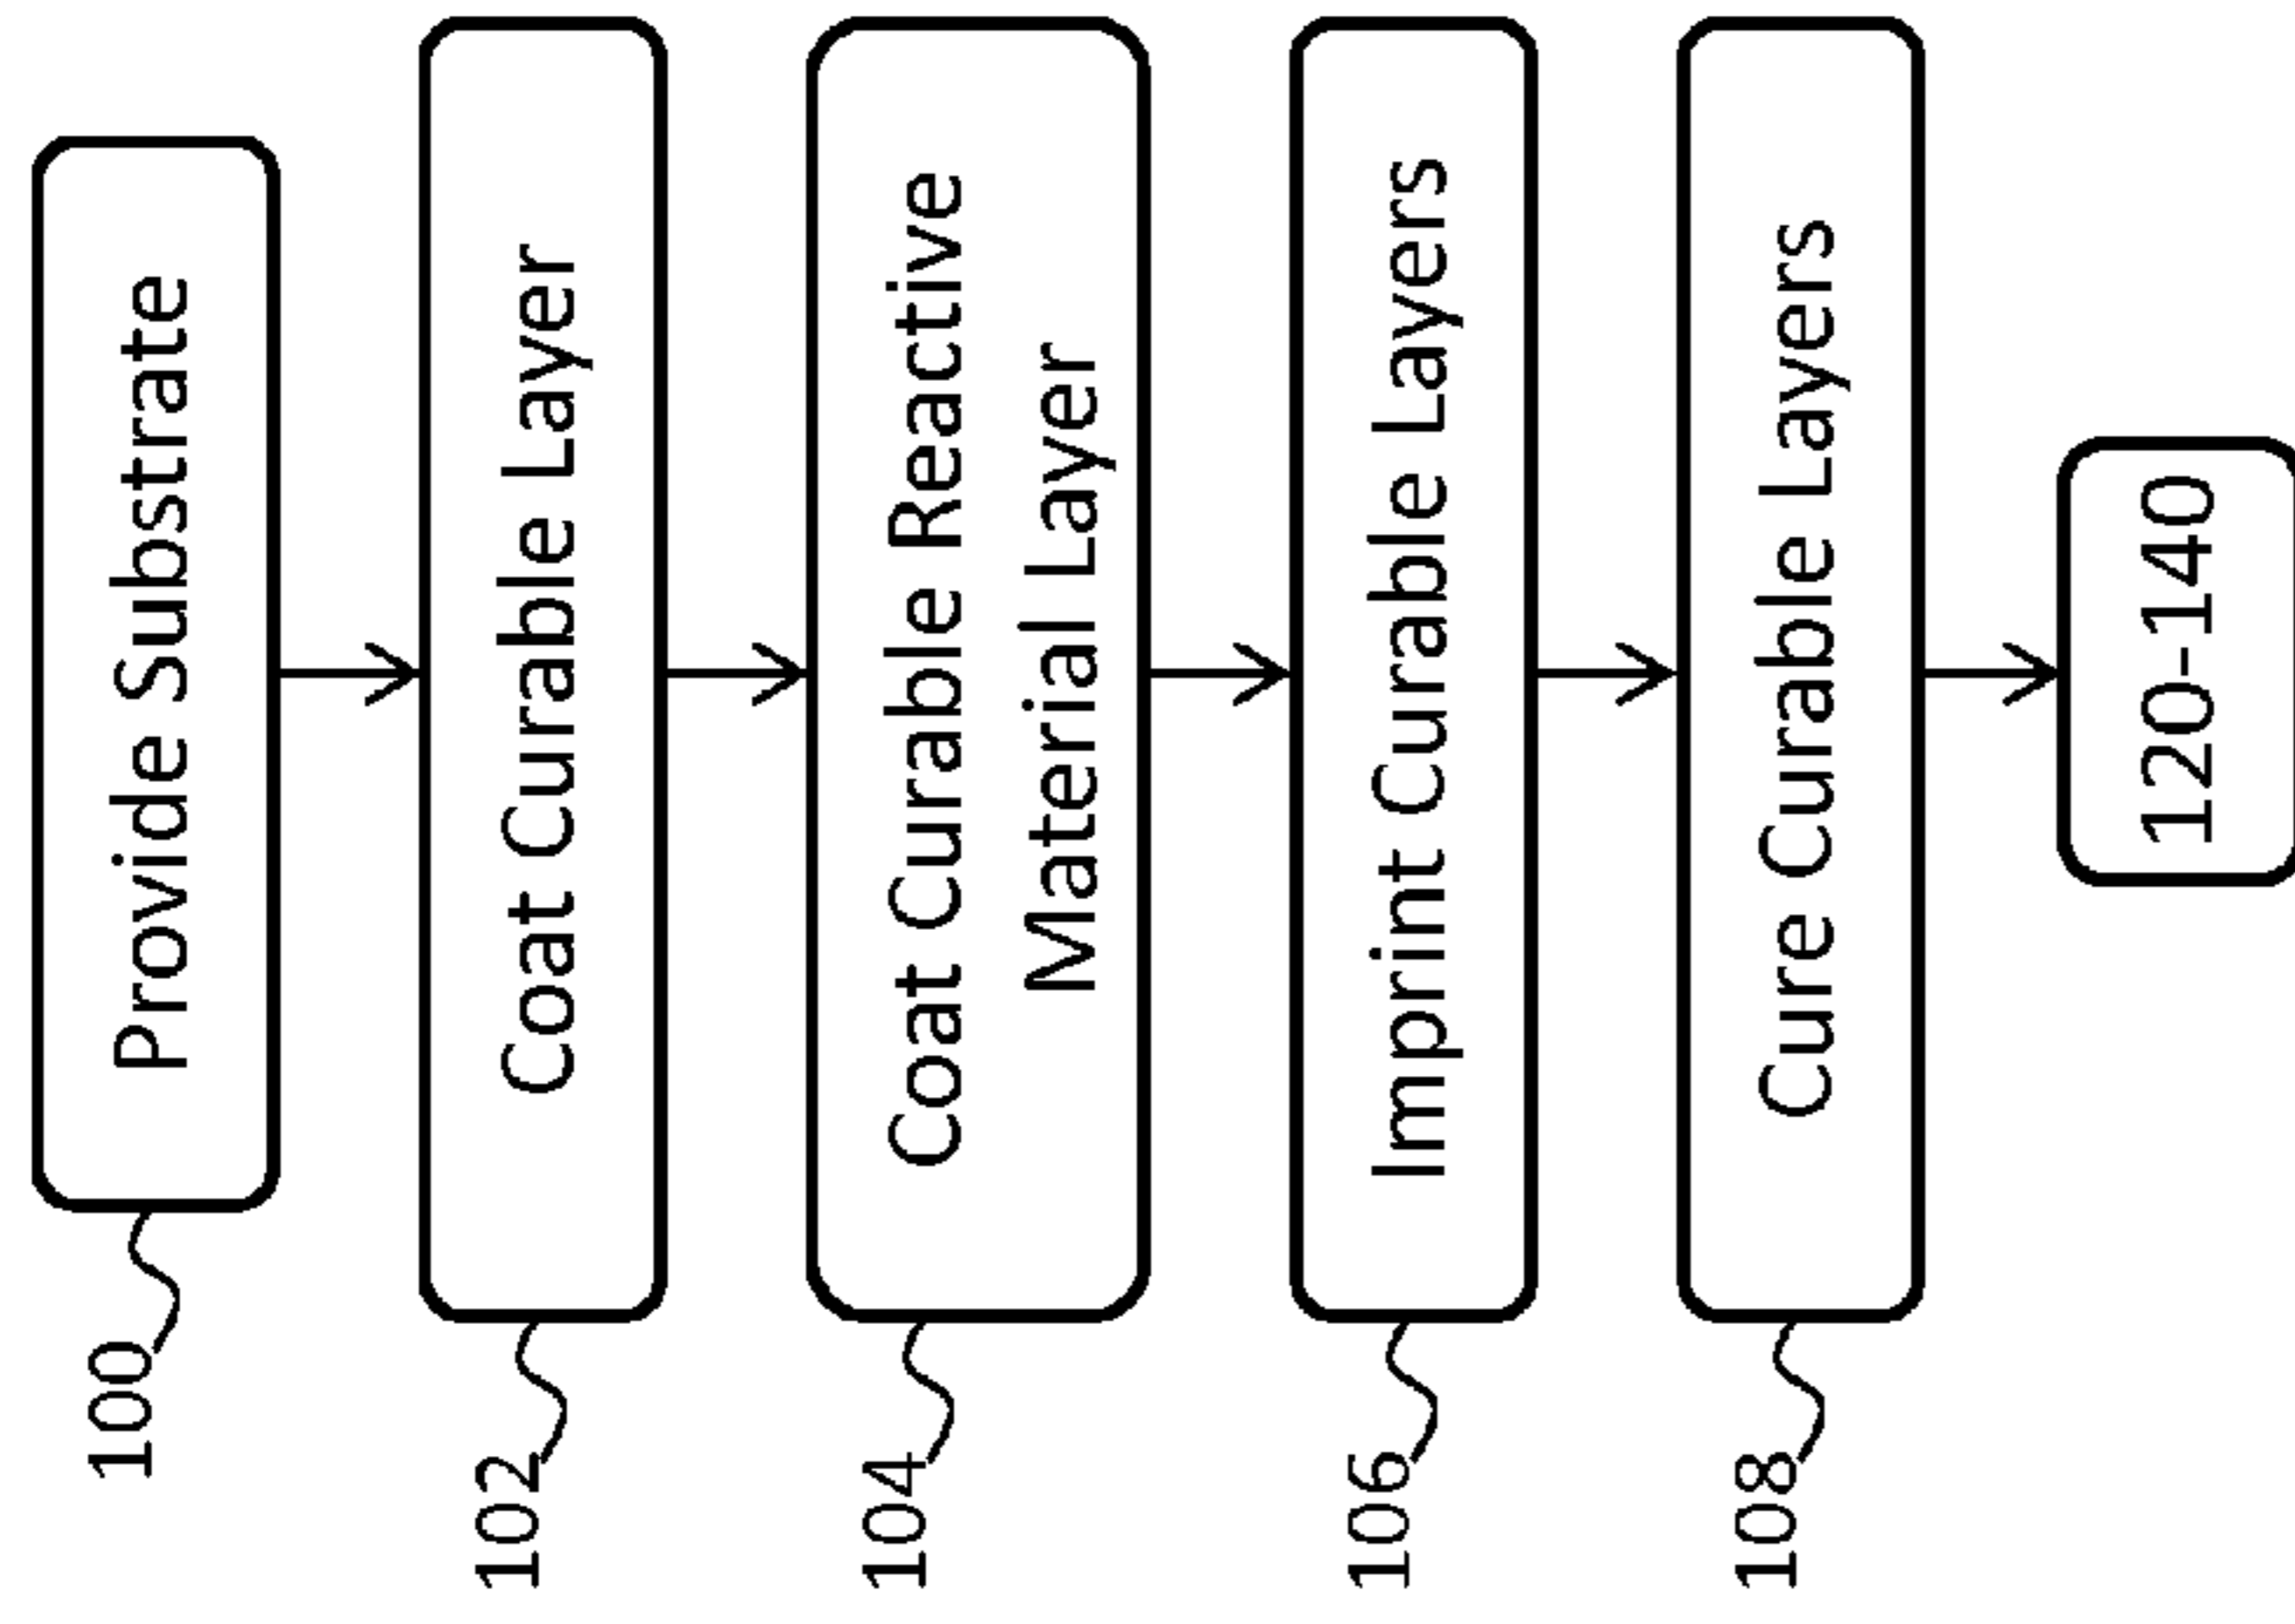 100
Provide Substrate
102
Coat Curable Layer
104
Coat Curable Reactive
Material Layer
106
Imprint Curable Layers
108
Cure Curable Layers
120-140